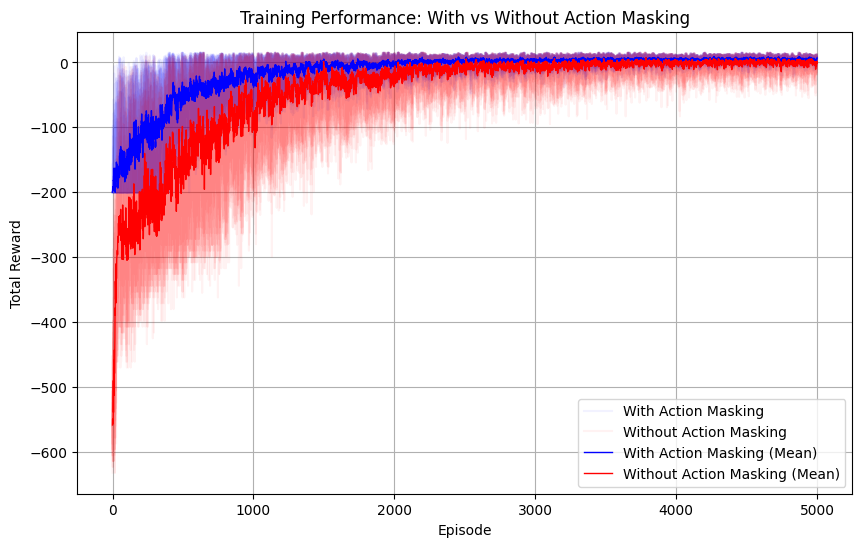 Training Performance: With vs Without Action Masking
Total Reward
0
−100
−200
−300
−400
−500
−600
0
1000
2000
3000
4000
5000
Episode
With Action Masking
Without Action Masking
With Action Masking (Mean)
Without Action Masking (Mean)